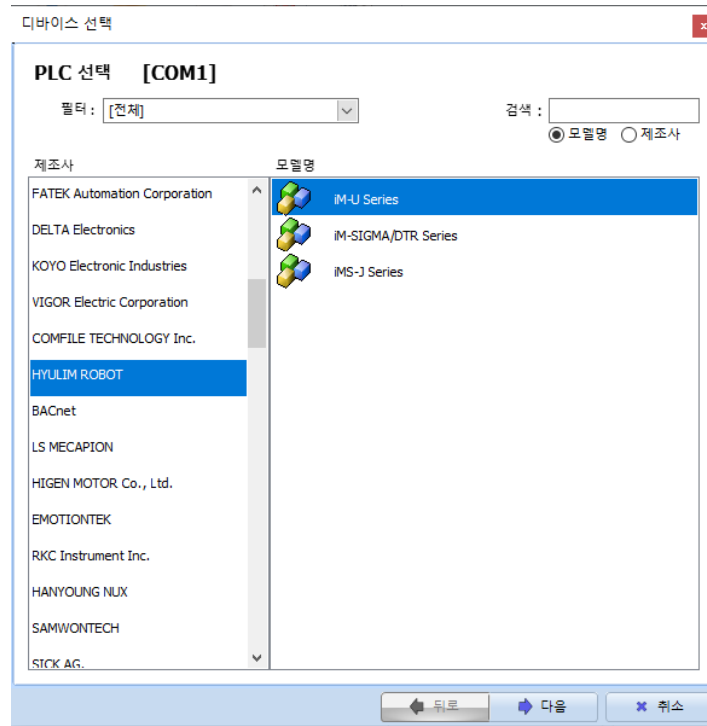 디바이스 선택
x
PLC 선택 [COM1]
필터 : [전체] 검색 :
모델명 제조사
제조사 모델명
FATEK Automation Corporation
DELTA Electronics
KOYO Electronic Industries
VIGOR Electric Corporation
COMFILE TECHNOLOGY Inc.
HYULIM ROBOT
BACnet
LS MECAPION
HIGEN MOTOR Co., Ltd.
EMOTIONTEK
RKC Instrument Inc.
HANYOUNG NUX
SAMWONTECH
SICK AG.
iM-U Series
iM-SIGMA/DTR Series
iMS-J Series
뒤로 다음 취소